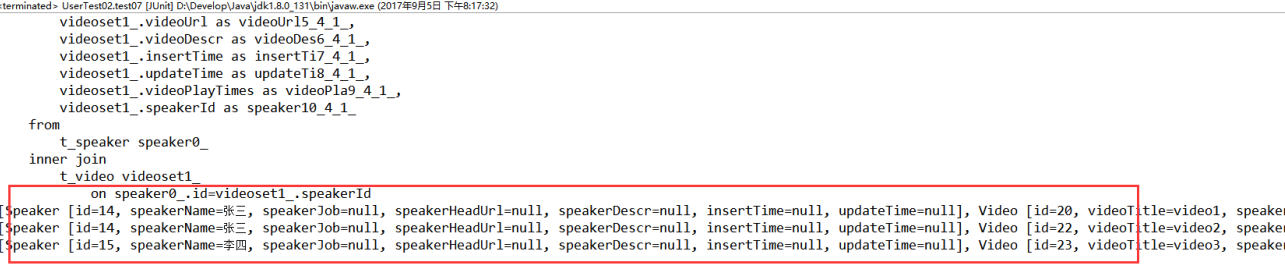 <terminated> UserTest02.test07 [JUnit] D:\Develop\Java\jdk1.8.0_131\bin\javaw.exe (2017年9月5日 下午8:17:32)
videoset1_.videoUrl as videoUrl5_4_1_,
videoset1_.videoDescr as videoDes6_4_1_,
videoset1_.insertTime as insertTi7_4_1_,
videoset1_.updateTime as updateTi8_4_1_,
videoset1_.videoPlayTimes as videoPla9_4_1_,
videoset1_.speakerId as speaker10_4_1_
from
t_speaker speaker0_
inner join
t_video videoset1_
on speaker0_.id=videoset1_.speakerId
[Speaker [id=14, speakerName=张三, speakerJob=null, speakerHeadUrl=null, speakerDescr=null, insertTime=null, updateTime=null], Video [id=20, videoTitle=video1, speaker
[Speaker [id=14, speakerName=张三, speakerJob=null, speakerHeadUrl=null, speakerDescr=null, insertTime=null, updateTime=null], Video [id=22, videoTitle=video2, speaker
[Speaker [id=15, speakerName=李四, speakerJob=null, speakerHeadUrl=null, speakerDescr=null, insertTime=null, updateTime=null], Video [id=23, videoTitle=video3, speaker